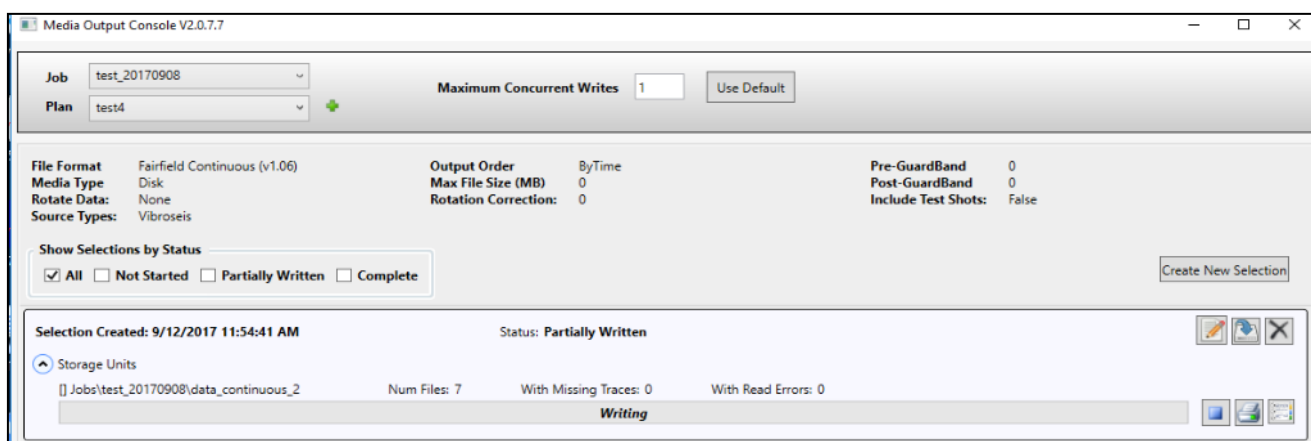 Media Output Console V2.0.7.7
Job test_20170908 Maximum Concurrent Writes 1 Use Default
Plan test4
File Format Fairfield Continuous (v1.06) Output Order ByTime Pre-GuardBand 0
Media Type Disk Max File Size (MB) 0 Post-GuardBand 0
Rotate Data: None Rotation Correction: 0 Include Test Shots: False
Source Types: Vibroseis
Show Selections by Status
All Not Started Partially Written Complete Create New Selection
Selection Created: 9/12/2017 11:54:41 AM Status: Partially Written
Storage Units
[] Jobs\test_20170908\data_continuous_2 Num Files: 7 With Missing Traces: 0 With Read Errors: 0
Writing